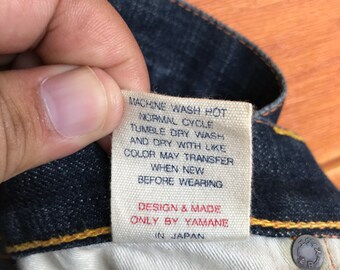 MACHINE WASH HOT
NORMAL CYCLE
TUMBLE DRY WASH
AND DRY WITH LIKE
COLOR MAY TRANSFER
WHEN NEW
BEFORE WEARING
DESIGN & MADE
ONLY BY YAMANE
IN JAPAN